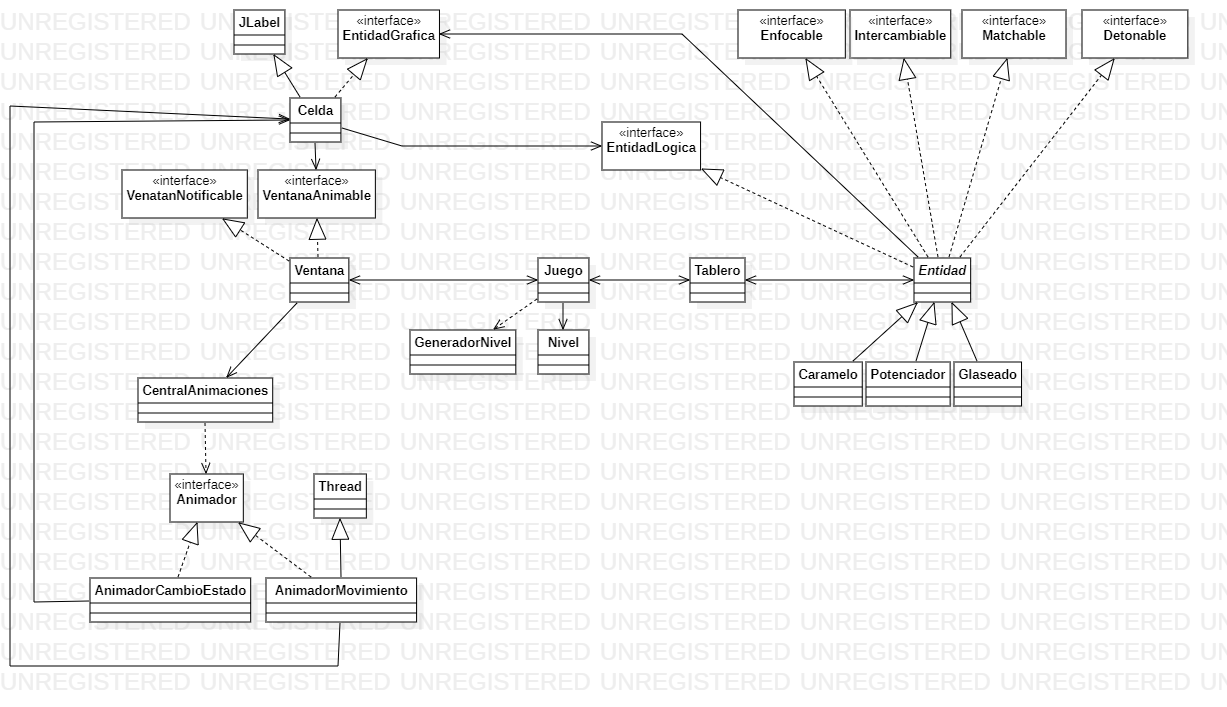 JLabel
«interface»
EntidadGrafica
«interface»
Enfocable
«interface»
Intercambiable
«interface»
Matchable
«interface»
Detonable
Celda
«interface»
EntidadLogica
«interface»
VenatanNotificable
«interface»
VentanaAnimable
Ventana
Juego
Tablero
Entidad
GeneradorNivel
Nivel
Caramelo
Potenciador
Glaseado
CentralAnimaciones
«interface»
Animador
Thread
AnimadorCambioEstado
AnimadorMovimiento
UNREGISTERED UNREGISTERED UNREGISTERED UNREGISTERED UNREGISTERED UNREGISTERED